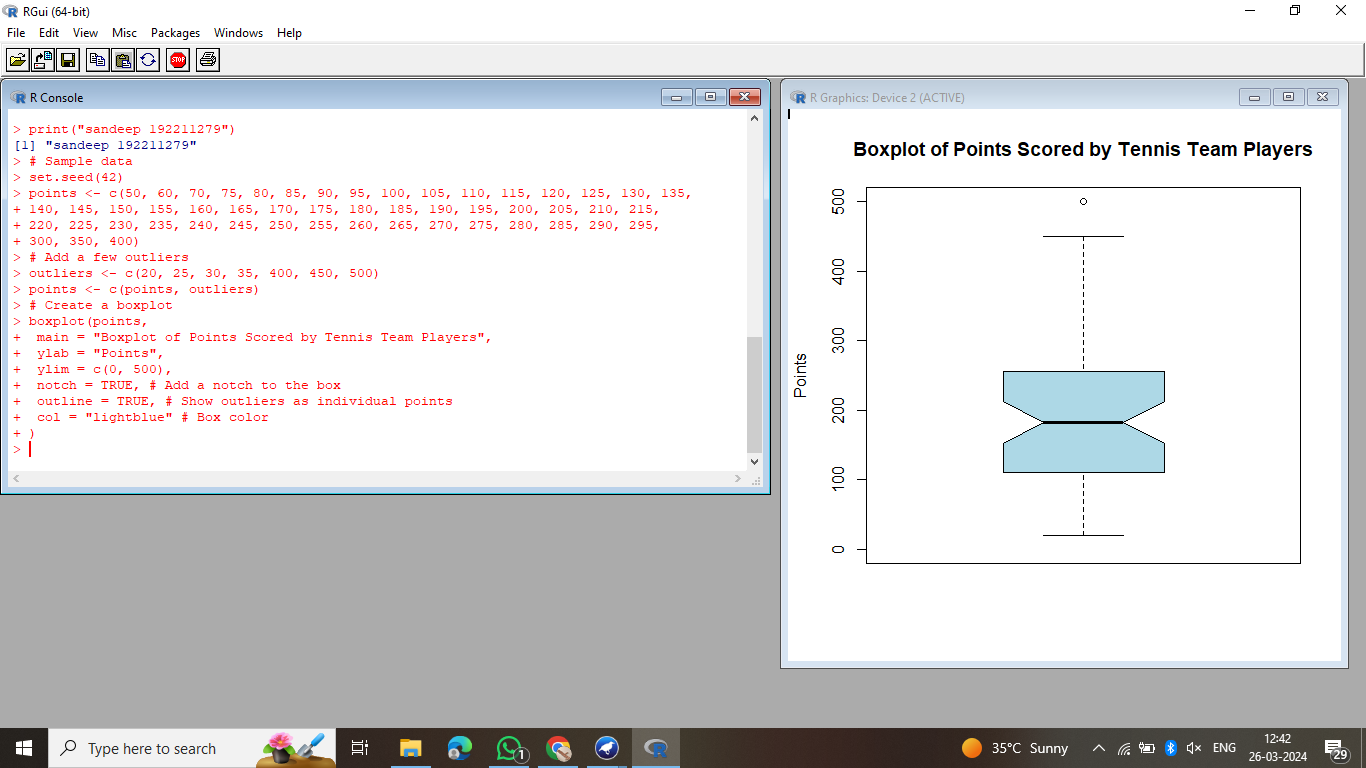 RGui (64-bit)
File Edit View Misc Packages Windows Help
STOP
R Console
> print("sandeep 192211279")
[1] "sandeep 192211279"
> # Sample data
> set.seed(42)
> points <- c(50, 60, 70, 75, 80, 85, 90, 95, 100, 105, 110, 115, 120, 125, 130, 135,
+ 140, 145, 150, 155, 160, 165, 170, 175, 180, 185, 190, 195, 200, 205, 210, 215,
+ 220, 225, 230, 235, 240, 245, 250, 255, 260, 265, 270, 275, 280, 285, 290, 295,
+ 300, 350, 400)
> # Add a few outliers
> outliers <- c(20, 25, 30, 35, 400, 450, 500)
> points <- c(points, outliers)
> # Create a boxplot
> boxplot(points,
+  main = "Boxplot of Points Scored by Tennis Team Players",
+  ylab = "Points",
+  ylim = c(0, 500),
+  notch = TRUE, # Add a notch to the box
+  outline = TRUE, # Show outliers as individual points
+  col = "lightblue" # Box color
+ )
>
R Graphics: Device 2 (ACTIVE)
Boxplot of Points Scored by Tennis Team Players
500
400
300
200
100
0
Points
Type here to search
1
35°C Sunny
ENG
12:42
26-03-2024
29